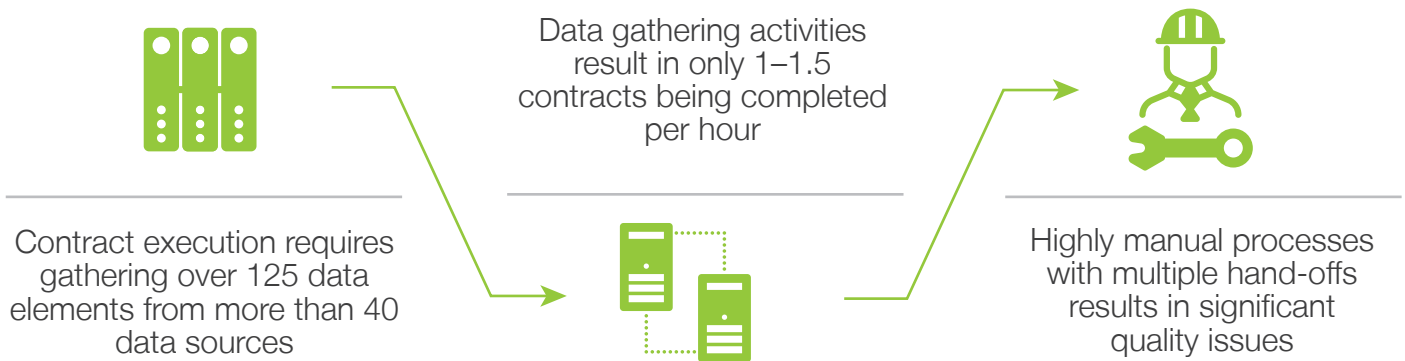 Contract execution requires
gathering over 125 data
elements from more than 40
data sources
Data gathering activities
result in only 1–1.5
contracts being completed
per hour
Highly manual processes
with multiple hand-offs
results in significant
quality issues